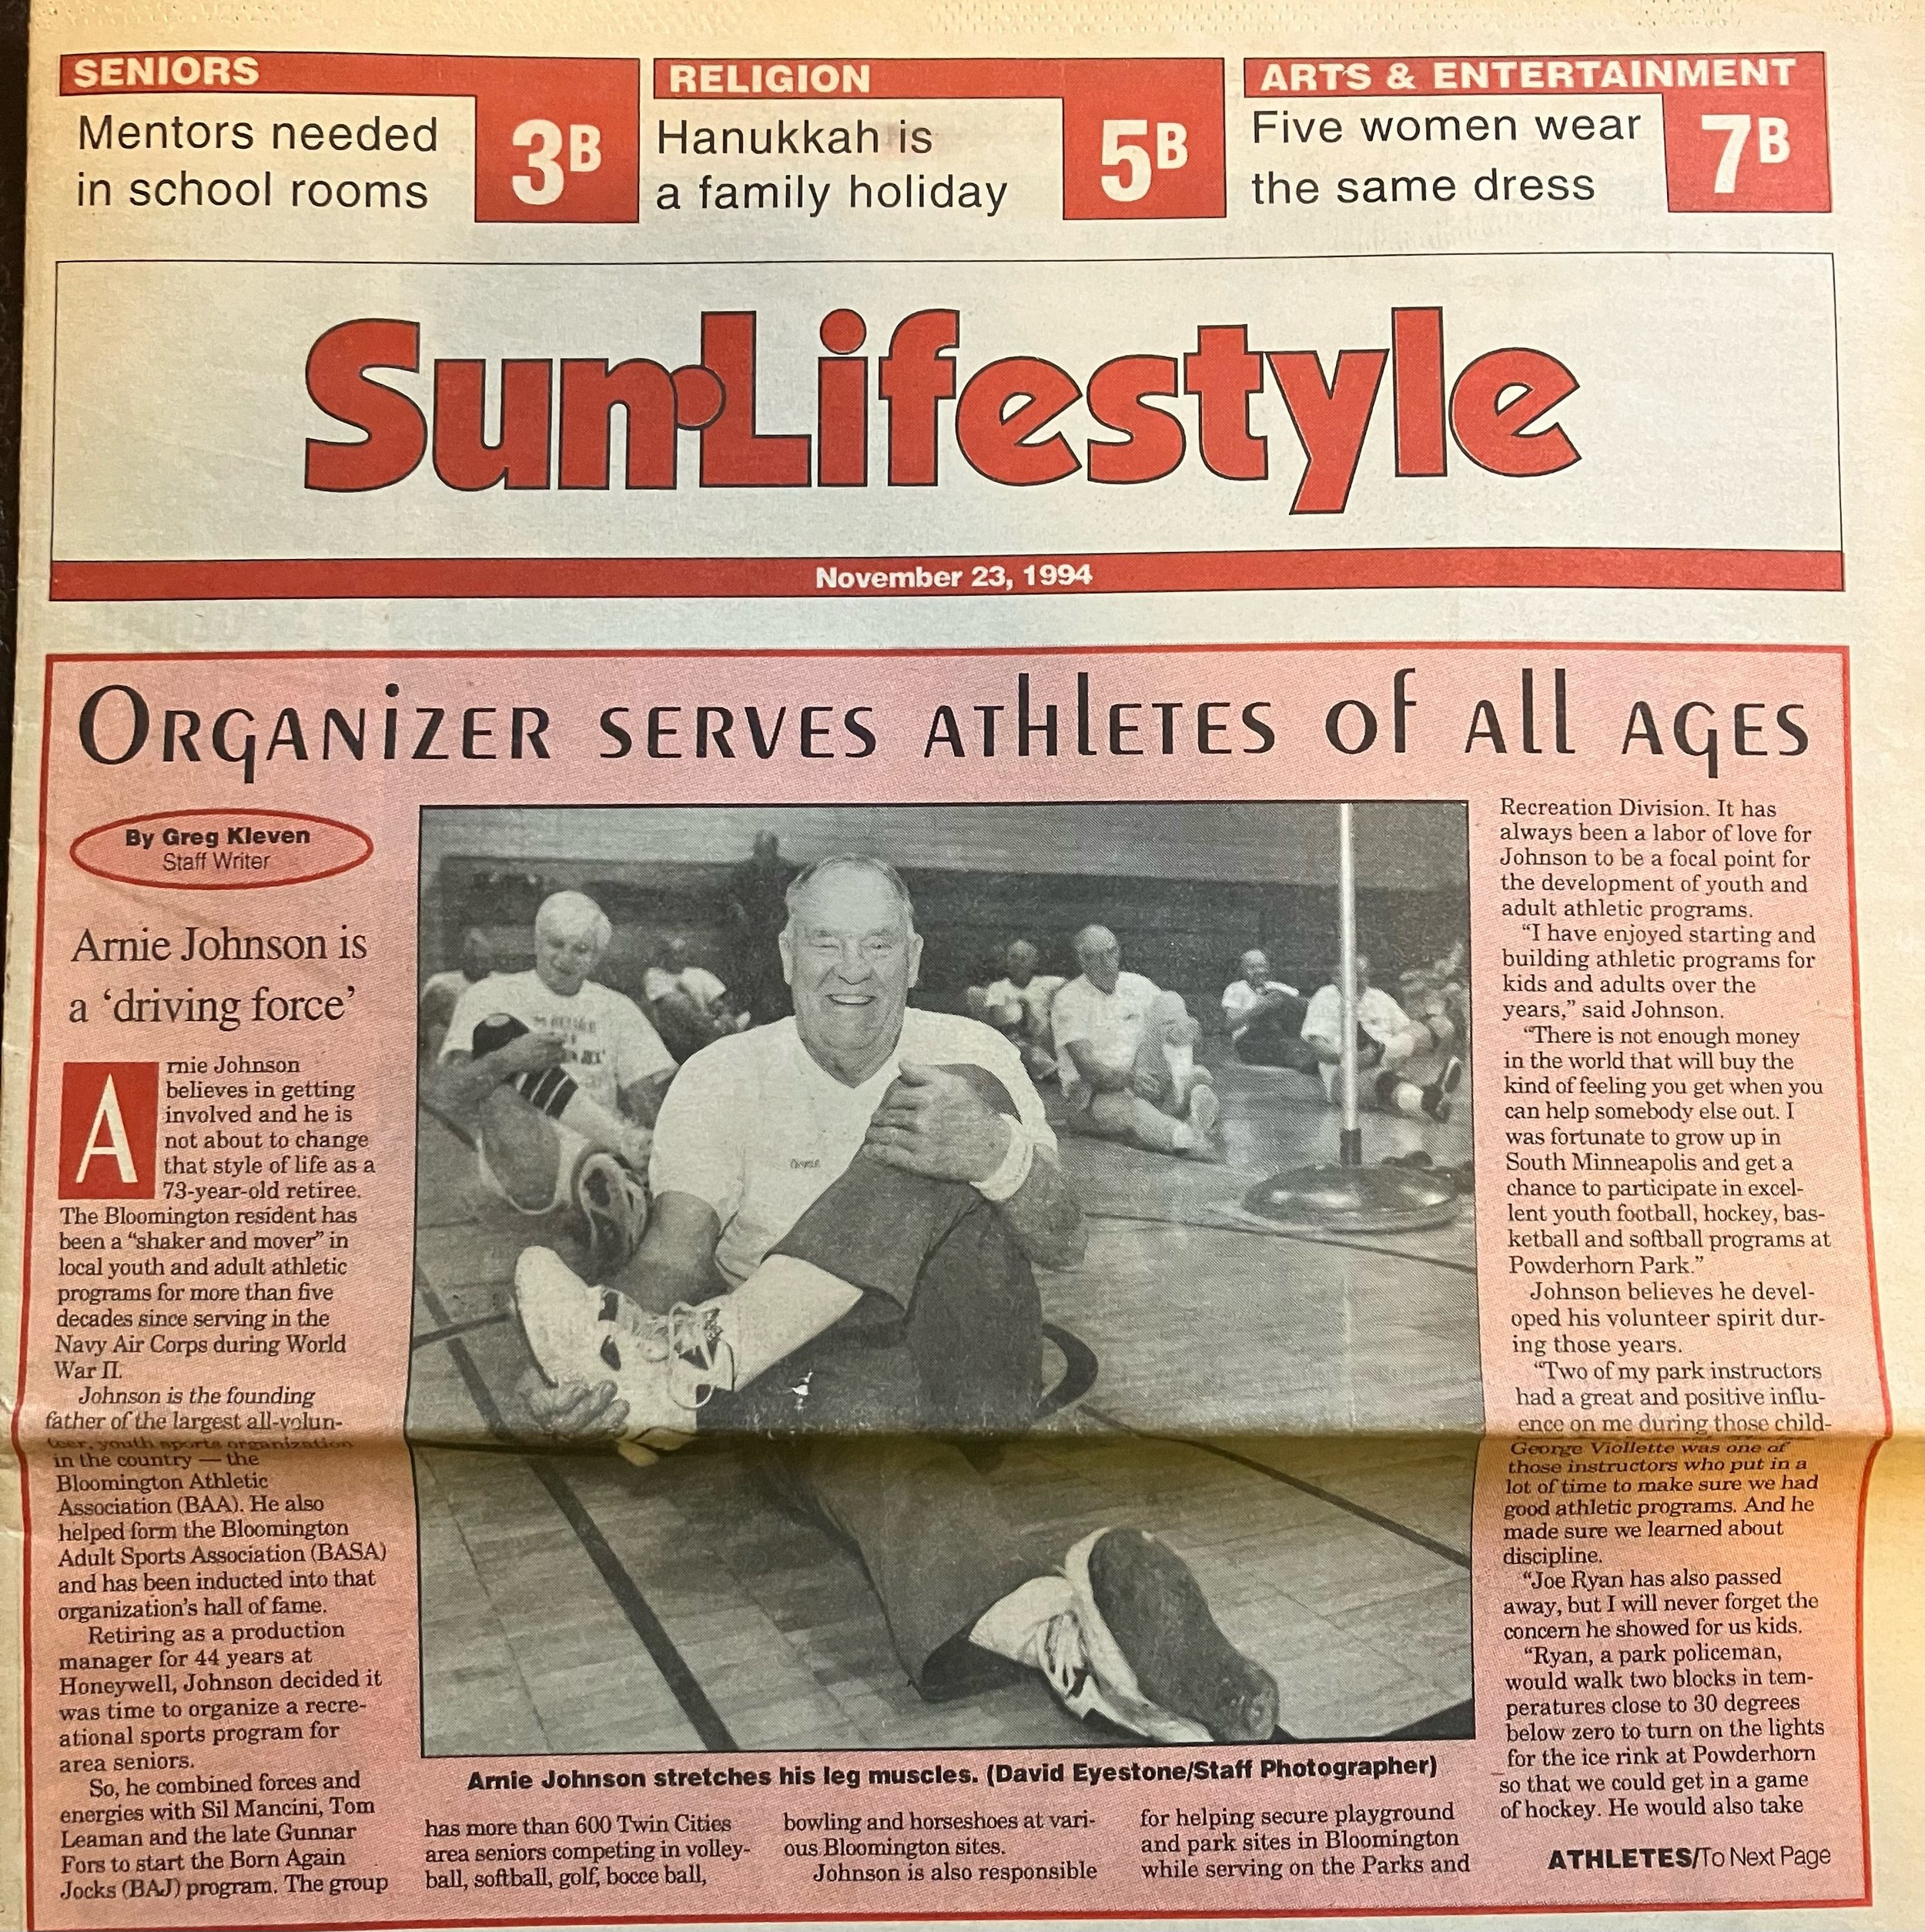 SENIORS
Mentors needed
in school rooms
3B
RELIGION
Hanukkah is
a family holiday
5B
ARTS & ENTERTAINMENT
Five women wear
the same dress
7B
Sun•Lifestyle
November 23, 1994
ORGANIZER SERVES AThlETES of All AGES
By Greg Kleven
Staff Writer
Arnie Johnson is
a ‘driving force’
Arnie Johnson
believes in getting
involved and he is
not about to change
that style of life as a
73-year-old retiree.
The Bloomington resident has
been a “shaker and mover” in
local youth and adult athletic
programs for more than five
decades since serving in the
Navy Air Corps during World
War II.
Johnson is the founding
father of the largest all-volun-
teer, youth sports organization
in the country — the
Bloomington Athletic
Association (BAA). He also
helped form the Bloomington
Adult Sports Association (BASA)
and has been inducted into that
organization’s hall of fame.
Retiring as a production
manager for 44 years at
Honeywell, Johnson decided it
was time to organize a recre-
ational sports program for
area seniors.
So, he combined forces and
energies with Sil Mancini, Tom
Leaman and the late Gunnar
Fors to start the Born Again
Jocks (BAJ) program. The group
Arnie Johnson stretches his leg muscles. (David Eyestone/Staff Photographer)
has more than 600 Twin Cities
area seniors competing in volley-
ball, softball, golf, bocce ball,
bowling and horseshoes at vari-
ous Bloomington sites.
Johnson is also responsible
for helping secure playground
and park sites in Bloomington
while serving on the Parks and
Recreation Division. It has
always been a labor of love for
Johnson to be a focal point for
the development of youth and
adult athletic programs.
“I have enjoyed starting and
building athletic programs for
kids and adults over the
years,” said Johnson.
“There is not enough money
in the world that will buy the
kind of feeling you get when you
can help somebody else out. I
was fortunate to grow up in
South Minneapolis and get a
chance to participate in excel-
lent youth football, hockey, bas-
ketball and softball programs at
Powderhorn Park.”
Johnson believes he devel-
oped his volunteer spirit dur-
ing those years.
“Two of my park instructors
had a great and positive influ-
ence on me during those child-
George Viollette was one of
those instructors who put in a
lot of time to make sure we had
good athletic programs. And he
made sure we learned about
discipline.
“Joe Ryan has also passed
away, but I will never forget the
concern he showed for us kids.
“Ryan, a park policeman,
would walk two blocks in tem-
peratures close to 30 degrees
below zero to turn on the lights
for the ice rink at Powderhorn
so that we could get in a game
of hockey. He would also take
ATHLETES/To Next Page